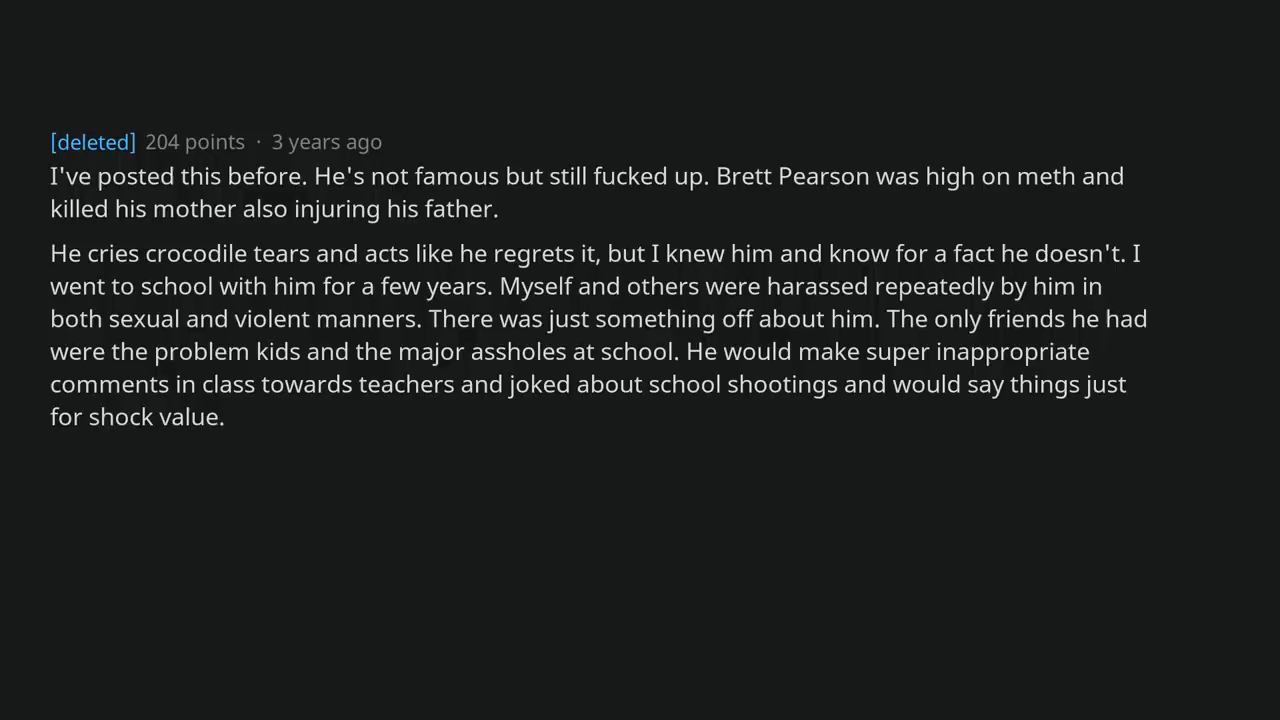 [deleted] 204 points · 3 years ago
I've posted this before. He's not famous but still fucked up. Brett Pearson was high on meth and
killed his mother also injuring his father.
He cries crocodile tears and acts like he regrets it, but I knew him and know for a fact he doesn't. I
went to school with him for a few years. Myself and others were harassed repeatedly by him in
both sexual and violent manners. There was just something off about him. The only friends he had
were the problem kids and the major assholes at school. He would make super inappropriate
comments in class towards teachers and joked about school shootings and would say things just
for shock value.